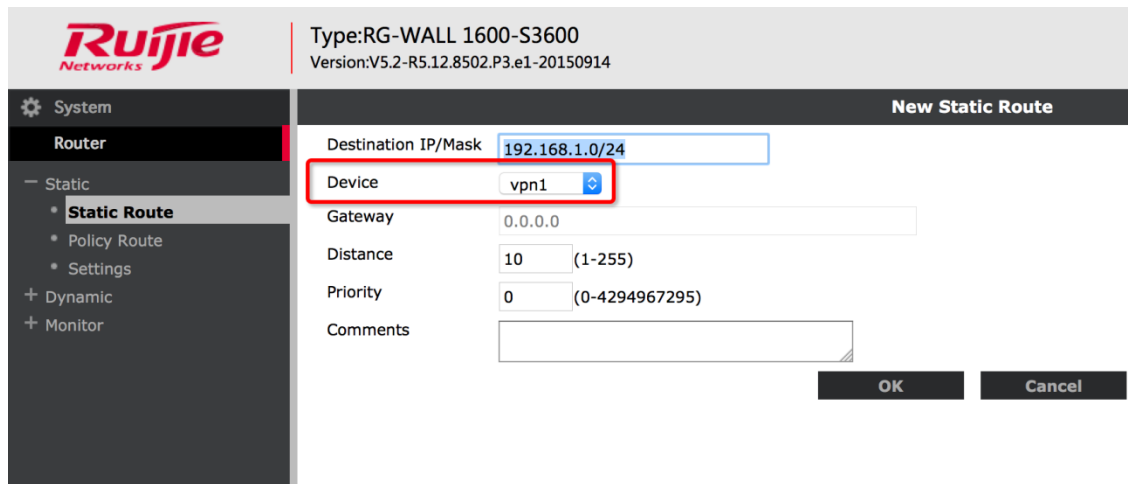 Ruijie
Networks
Type:RG-WALL 1600-S3600
Version:V5.2-R5.12.8502.P3.e1-20150914
System
Router
Static
Static Route
Policy Route
Settings
Dynamic
Monitor
New Static Route
Destination IP/Mask 192.168.1.0/24
Device vpn1
Gateway 0.0.0.0
Distance 10 (1-255)
Priority 0 (0-4294967295)
Comments
OK Cancel